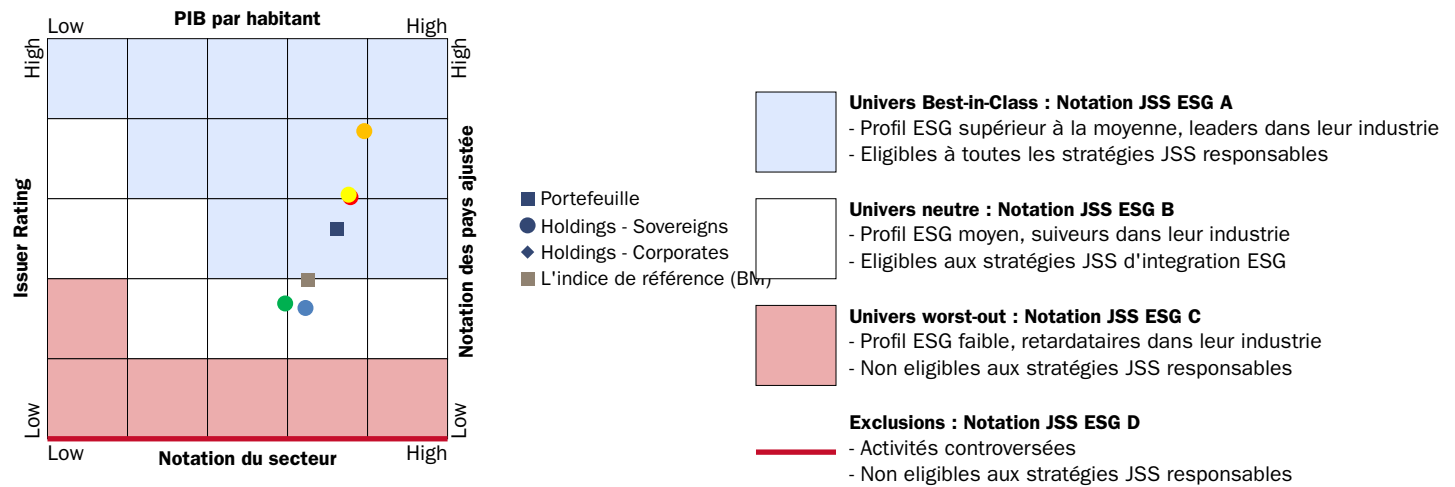 PIB par habitant
Low
High
High
High
Issuer Rating
Notation des pays ajustée
Low
Low
Low
High
Notation du secteur
Portefeuille
Holdings - Sovereigns
Holdings - Corporates
L'indice de référence (BM)
Univers Best-in-Class : Notation JSS ESG A
- Profil ESG supérieur à la moyenne, leaders dans leur industrie
- Eligibles à toutes les stratégies JSS responsables
Univers neutre : Notation JSS ESG B
- Profil ESG moyen, suiveurs dans leur industrie
- Eligibles aux stratégies JSS d'integration ESG
Univers worst-out : Notation JSS ESG C
- Profil ESG faible, retardataires dans leur industrie
- Non eligibles aux stratégies JSS responsables
Exclusions : Notation JSS ESG D
- Activités controversées
- Non eligibles aux stratégies JSS responsables